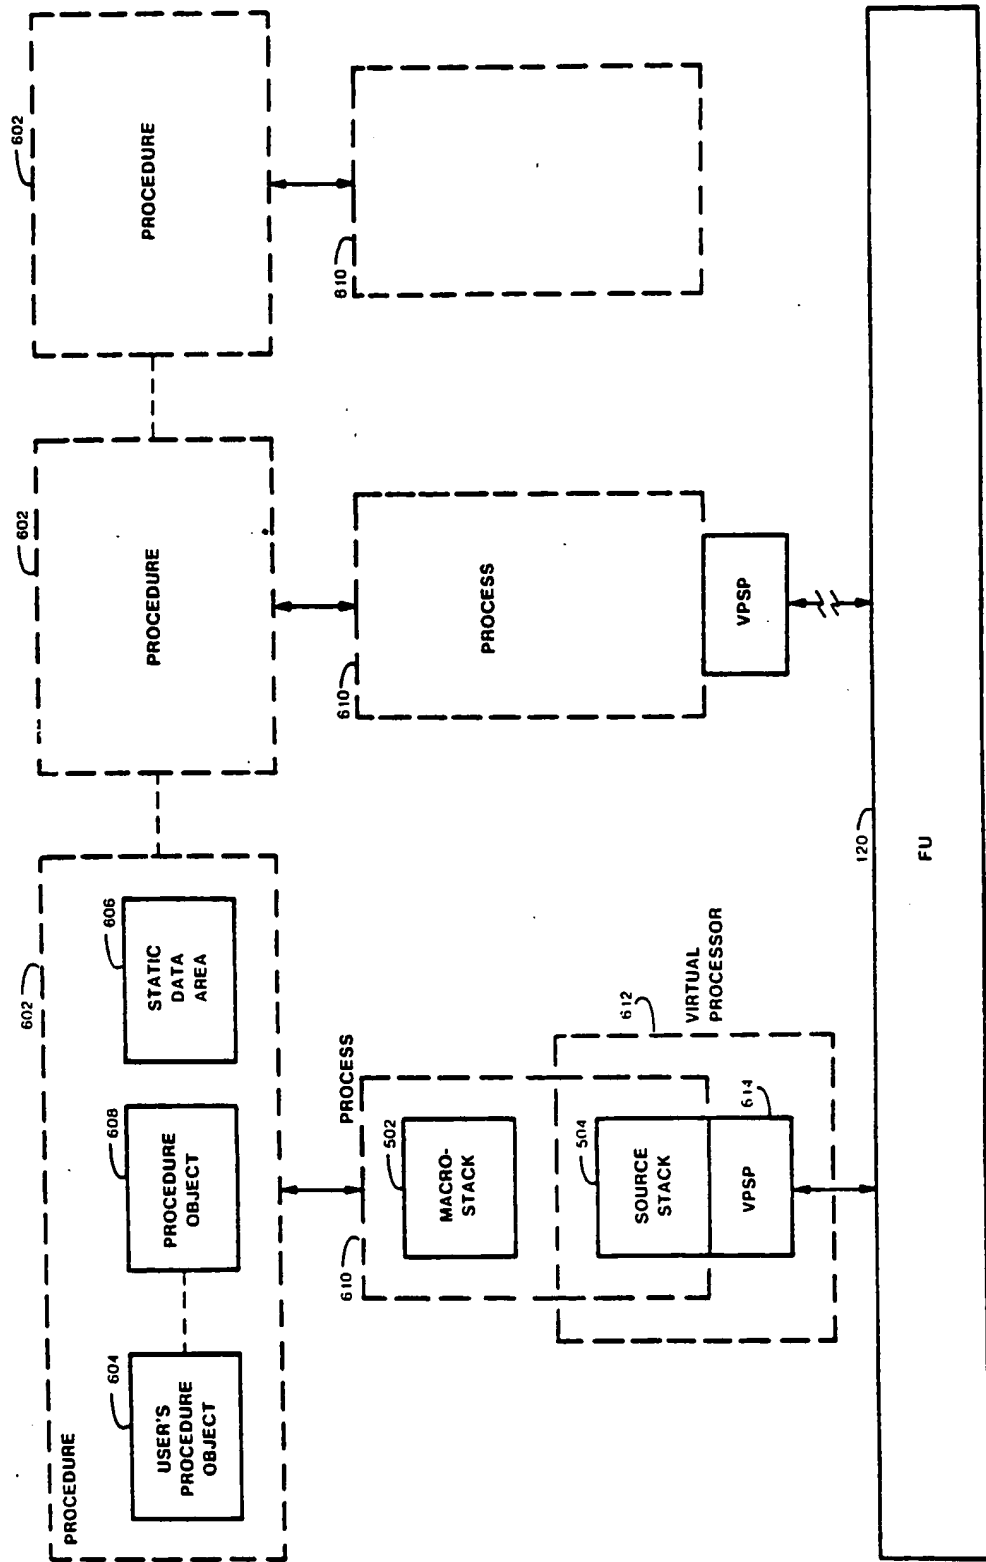 PROCEDURE
602
USER'S
PROCEDURE
OBJECT
604
PROCEDURE
OBJECT
608
STATIC
DATA
AREA
606
602
PROCEDURE
602
PROCEDURE
610
PROCESS
MACRO-
STACK
502
SOURCE
STACK
504
VPSP
614
612
VIRTUAL
PROCESSOR
610
PROCESS
VPSP
610
120
FU